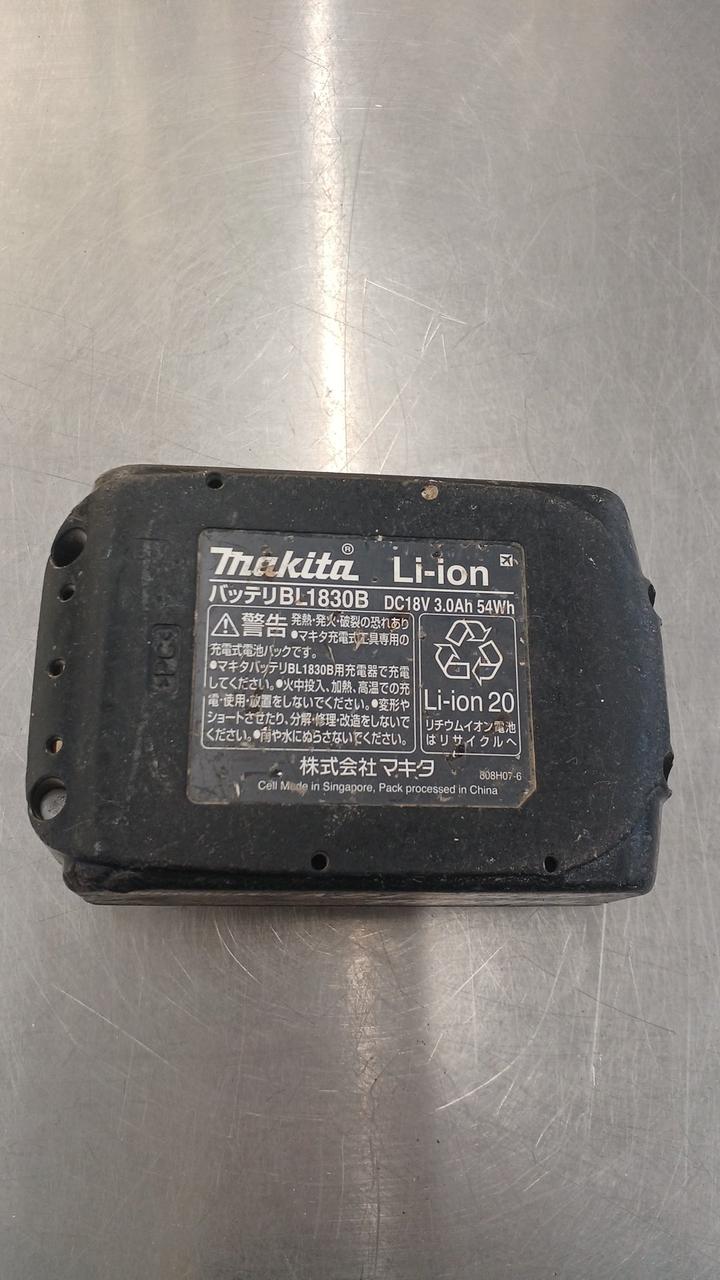 Makita® Li-ion
バッテリBL1830B DC18V 3.0Ah 54Wh
警告 発熱・発火・破裂の恐れあり
●マキタ充電式工具専用の
充電式電池パックです。
●マキタバッテリBL1830B用充電器で充電
してください。●火中投入、加熱、高温での充
電・使用・放置をしないでください。●変形や
ショートさせたり、分解・修理・改造をしないで
ください。●雨や水にぬらさないでください。
Li-ion 20
リチウムイオン電池
はリサイクルへ
株式会社マキタ
808H07-6
Cell Made in Singapore, Pack processed in China